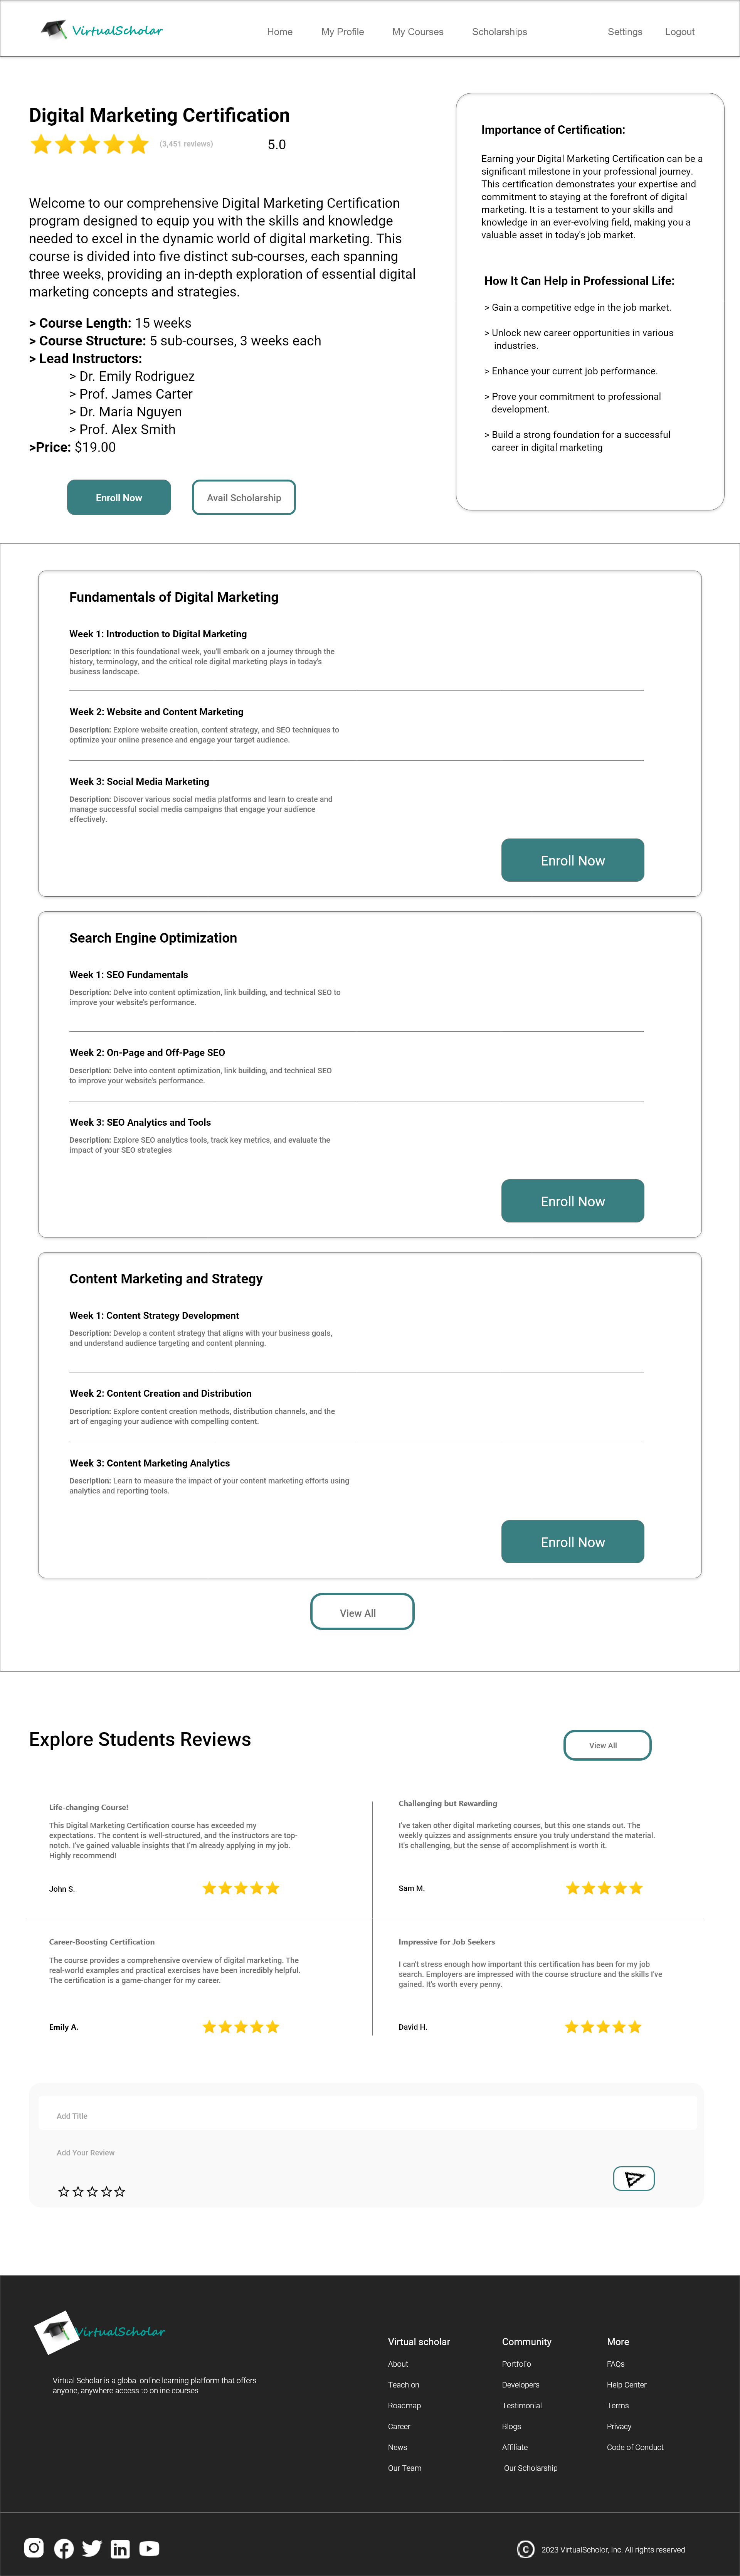 VirtualScholar
Home My Profile My Courses Scholarships Settings Logout
Digital Marketing Certification
(3,451 reviews) 5.0
Welcome to our comprehensive Digital Marketing Certification
program designed to equip you with the skills and knowledge
needed to excel in the dynamic world of digital marketing. This
course is divided into five distinct sub-courses, each spanning
three weeks, providing an in-depth exploration of essential digital
marketing concepts and strategies.
> Course Length: 15 weeks
> Course Structure: 5 sub-courses, 3 weeks each
> Lead Instructors:
> Dr. Emily Rodriguez
> Prof. James Carter
> Dr. Maria Nguyen
> Prof. Alex Smith
>Price: $19.00
Enroll Now Avail Scholarship
Importance of Certification:
Earning your Digital Marketing Certification can be a
significant milestone in your professional journey.
This certification demonstrates your expertise and
commitment to staying at the forefront of digital
marketing. It is a testament to your skills and
knowledge in an ever-evolving field, making you a
valuable asset in today's job market.
How It Can Help in Professional Life:
> Gain a competitive edge in the job market.
> Unlock new career opportunities in various
industries.
> Enhance your current job performance.
> Prove your commitment to professional
development.
> Build a strong foundation for a successful
career in digital marketing
Fundamentals of Digital Marketing
Week 1: Introduction to Digital Marketing
Description: In this foundational week, you'll embark on a journey through the
history, terminology, and the critical role digital marketing plays in today's
business landscape.
Week 2: Website and Content Marketing
Description: Explore website creation, content strategy, and SEO techniques to
optimize your online presence and engage your target audience.
Week 3: Social Media Marketing
Description: Discover various social media platforms and learn to create and
manage successful social media campaigns that engage your audience
effectively.
Enroll Now
Search Engine Optimization
Week 1: SEO Fundamentals
Description: Delve into content optimization, link building, and technical SEO to
improve your website's performance.
Week 2: On-Page and Off-Page SEO
Description: Delve into content optimization, link building, and technical SEO
to improve your website's performance.
Week 3: SEO Analytics and Tools
Description: Explore SEO analytics tools, track key metrics, and evaluate the
impact of your SEO strategies
Enroll Now
Content Marketing and Strategy
Week 1: Content Strategy Development
Description: Develop a content strategy that aligns with your business goals,
and understand audience targeting and content planning.
Week 2: Content Creation and Distribution
Description: Explore content creation methods, distribution channels, and the
art of engaging your audience with compelling content.
Week 3: Content Marketing Analytics
Description: Learn to measure the impact of your content marketing efforts using
analytics and reporting tools.
Enroll Now
View All
Explore Students Reviews
View All
Life-changing Course!
This Digital Marketing Certification course has exceeded my
expectations. The content is well-structured, and the instructors are top-
notch. I've gained valuable insights that I'm already applying in my job.
Highly recommend!
John S.
Challenging but Rewarding
I've taken other digital marketing courses, but this one stands out. The
weekly quizzes and assignments ensure you truly understand the material.
It's challenging, but the sense of accomplishment is worth it.
Sam M.
Career-Boosting Certification
The course provides a comprehensive overview of digital marketing. The
real-world examples and practical exercises have been incredibly helpful.
The certification is a game-changer for my career.
Emily A.
Impressive for Job Seekers
I can't stress enough how important this certification has been for my job
search. Employers are impressed with the course structure and the skills I've
gained. It's worth every penny.
David H.
Add Title
Add Your Review
VirtualScholar
Virtual Scholar is a global online learning platform that offers
anyone, anywhere access to online courses
Virtual scholar
About
Teach on
Roadmap
Career
News
Our Team
Community
Portfolio
Developers
Testimonial
Blogs
Affiliate
Our Scholarship
More
FAQs
Help Center
Terms
Privacy
Code of Conduct
© 2023 VirtualScholor, Inc. All rights reserved